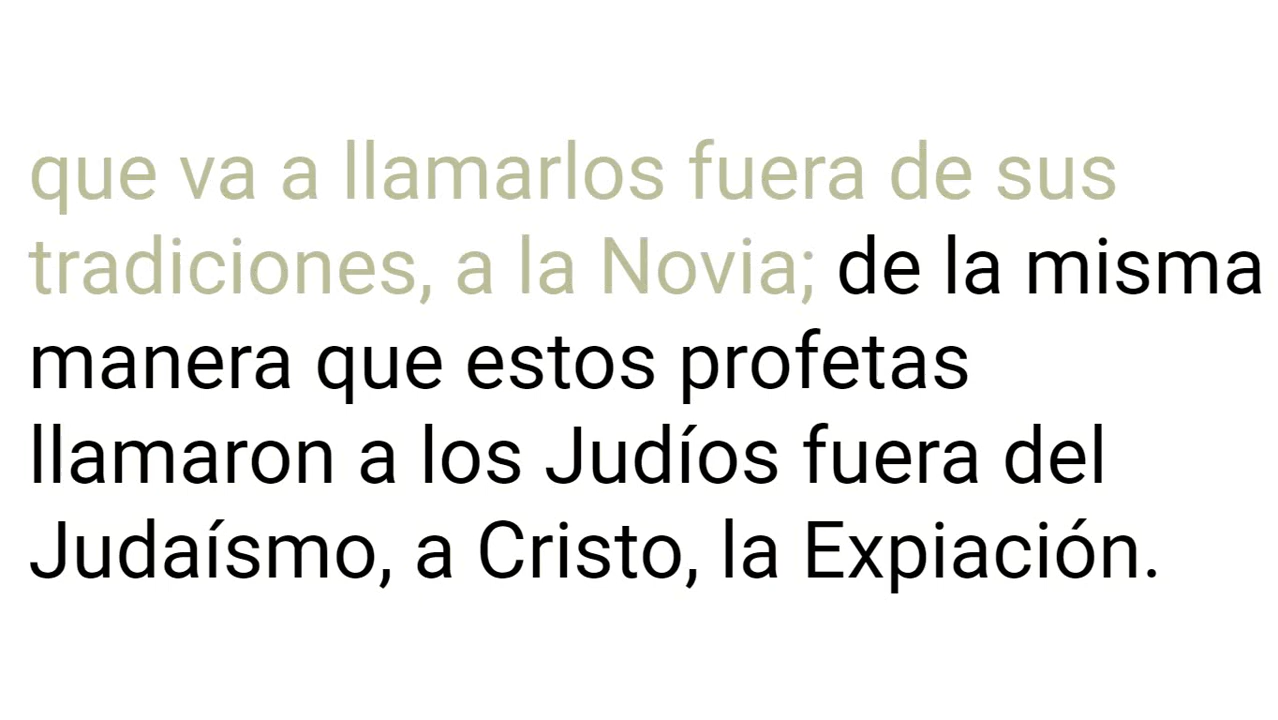 que va a llamarlos fuera de sus
tradiciones, a la Novia; de la misma
manera que estos profetas
llamaron a los Judíos fuera del
Judaísmo, a Cristo, la Expiación.